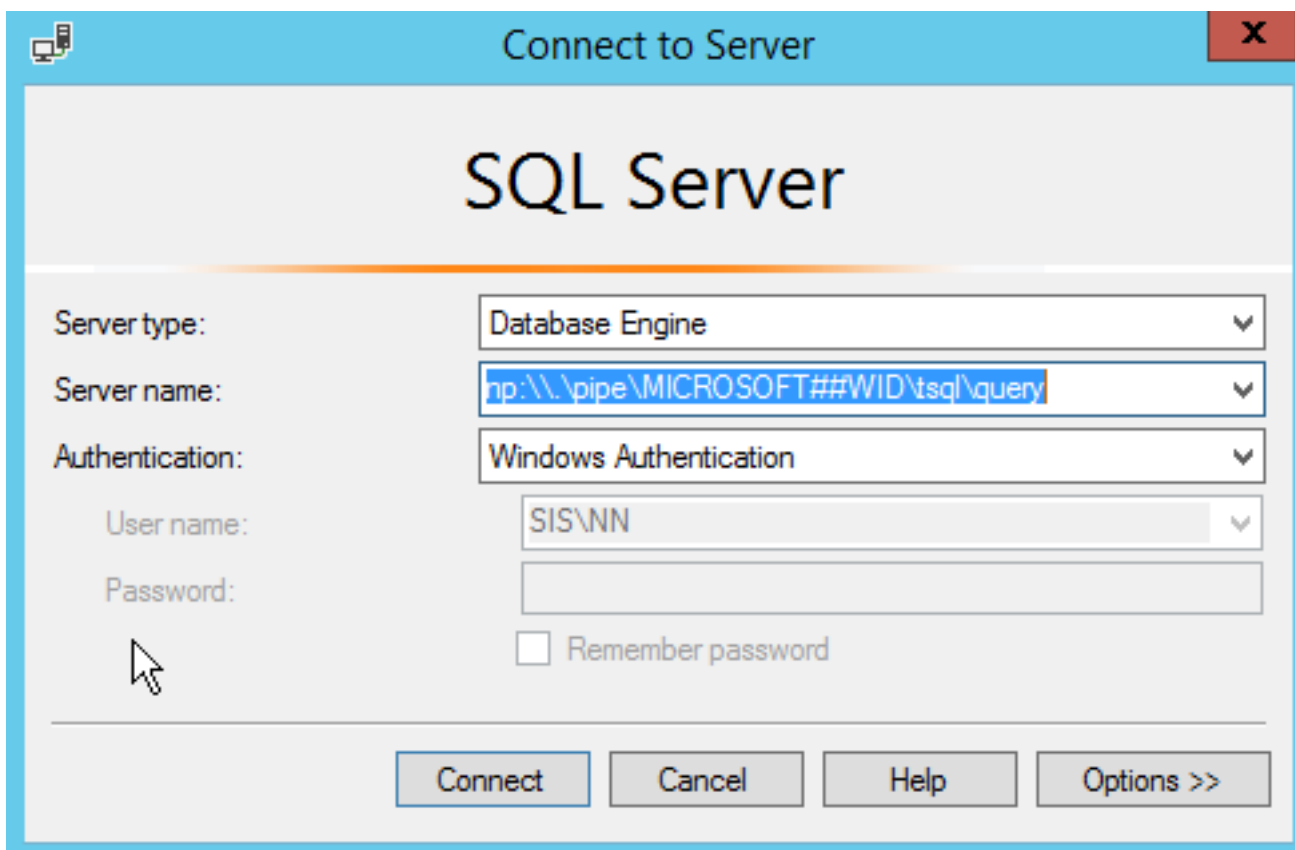 Connect to Server
X
SQL Server
Server type: Database Engine
Server name: np:\\.\pipe\MICROSOFT##WID\tsql\query
Authentication: Windows Authentication
User name: SIS\NN
Password:
Remember password
Connect Cancel Help Options >>